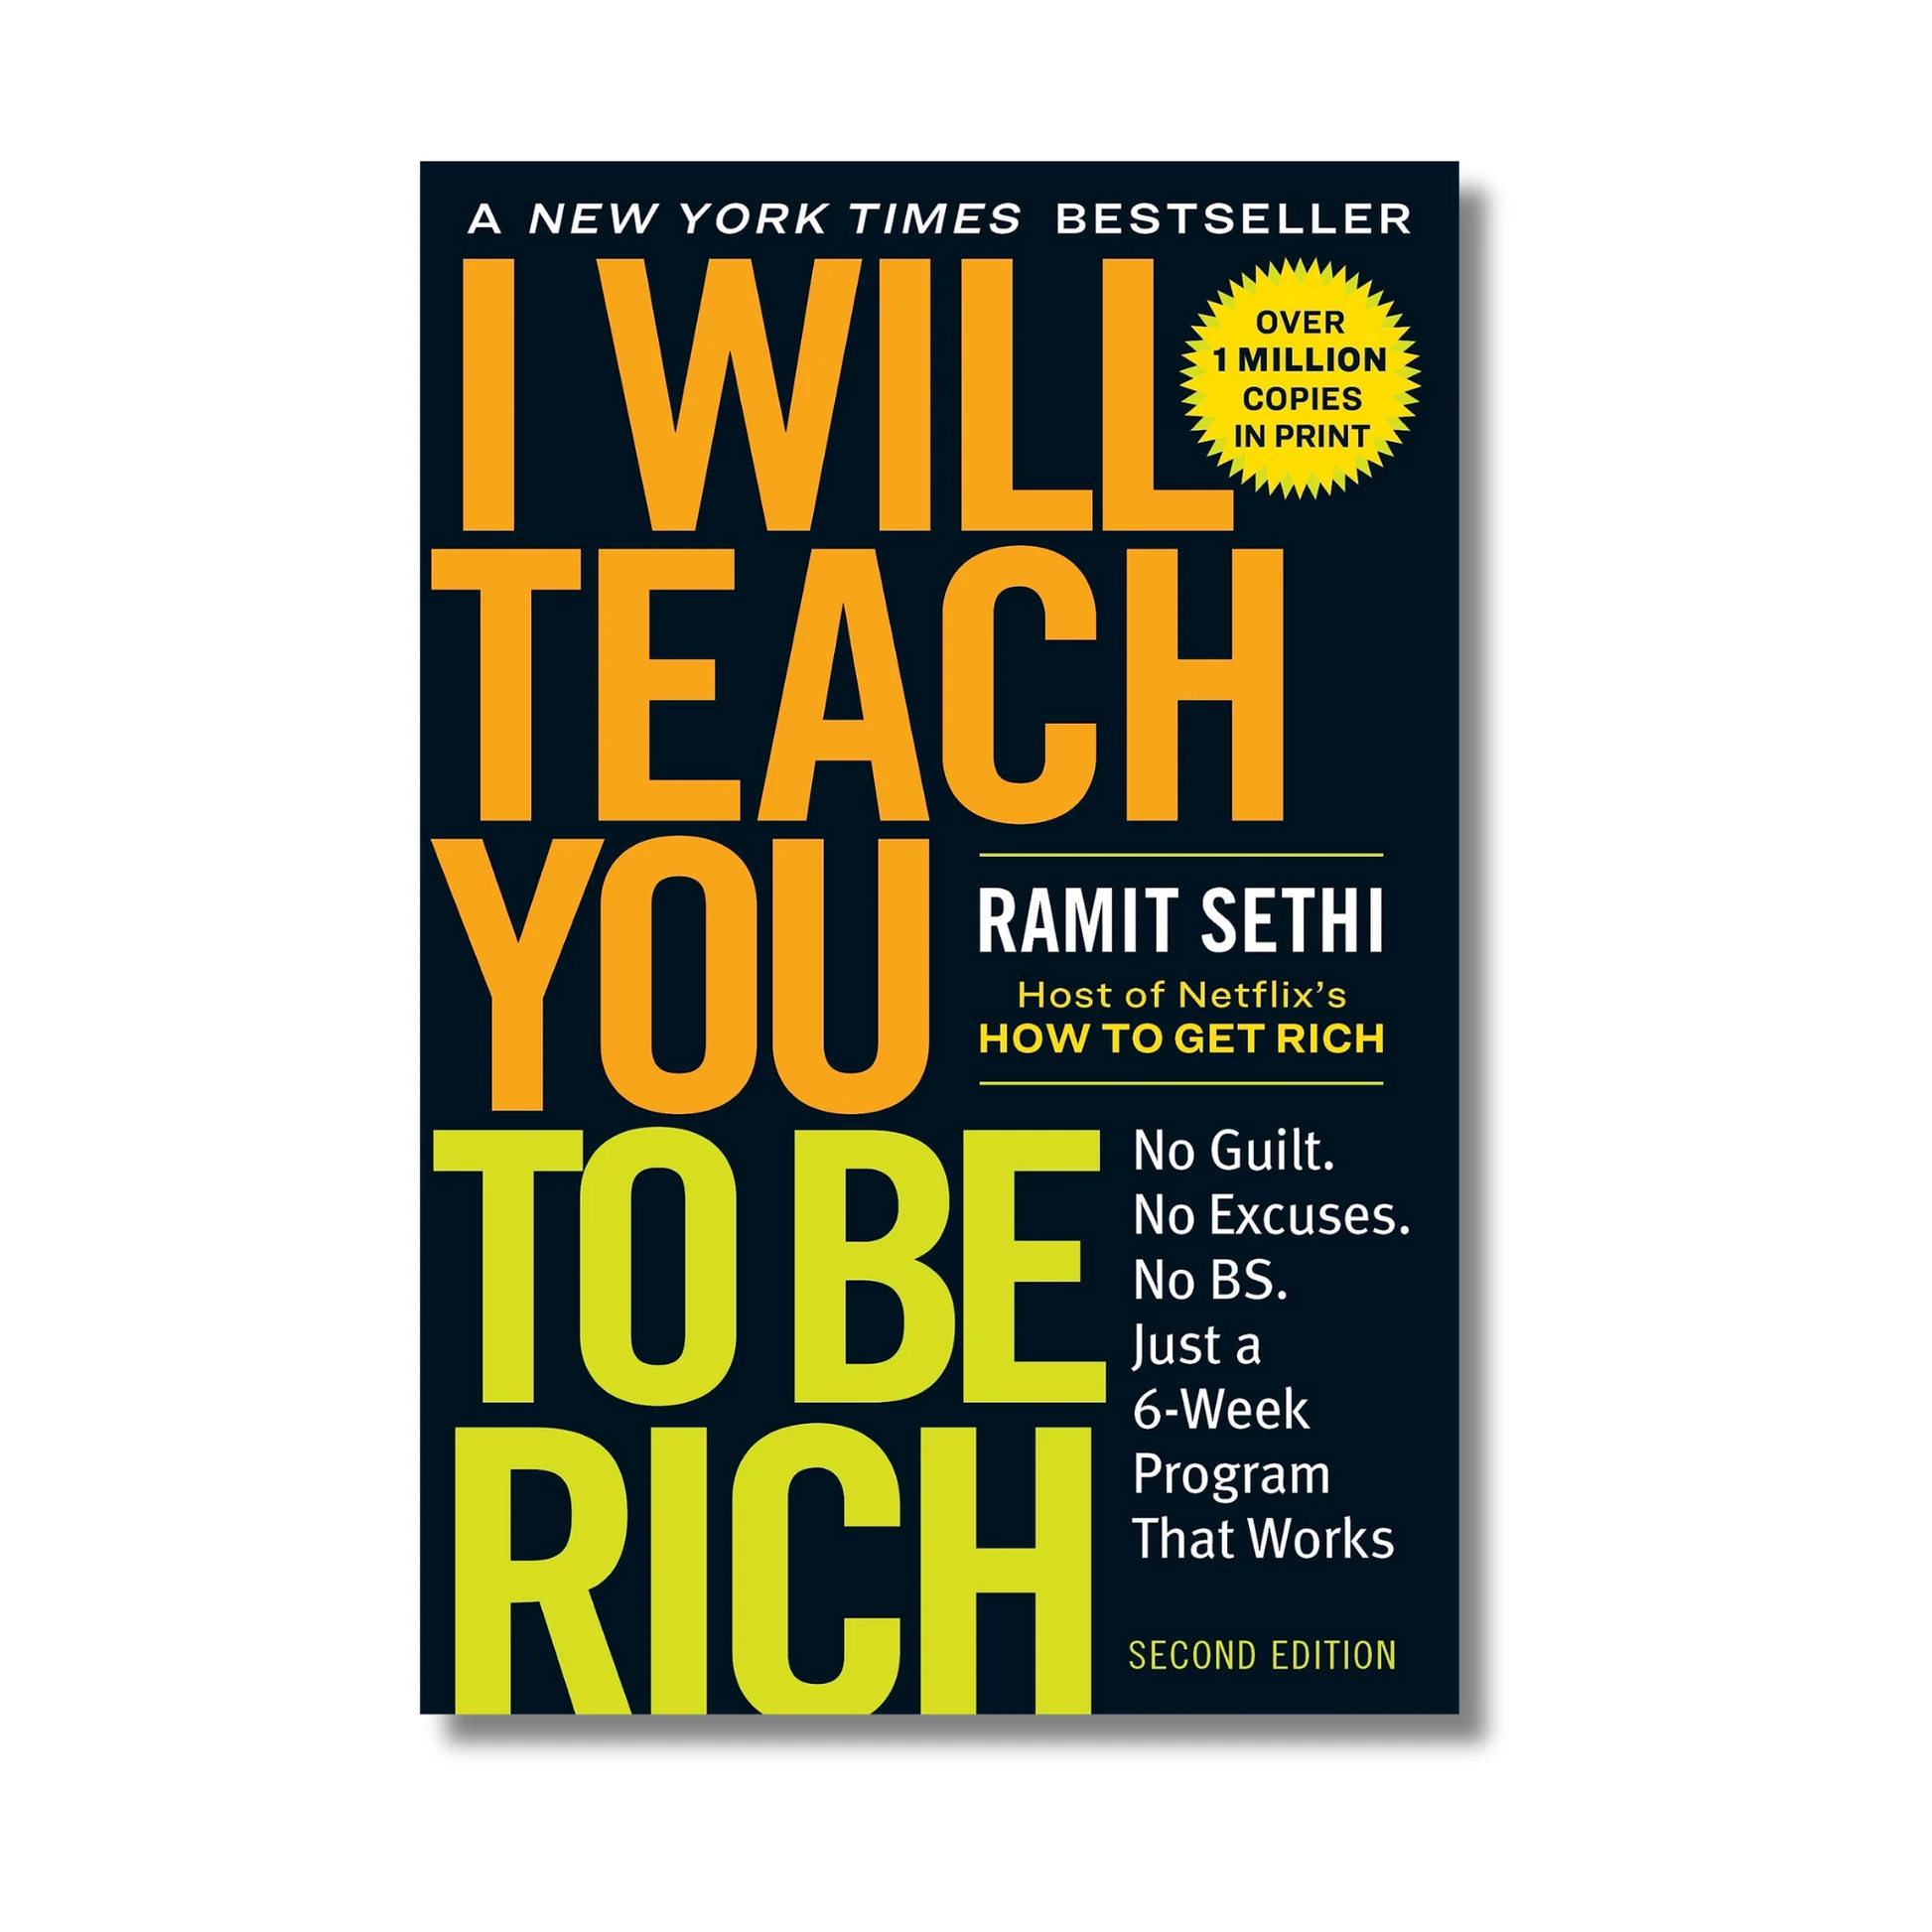 A NEW YORK TIMES BESTSELLER
I WILL
OVER
1 MILLION
COPIES
IN PRINT
TEACH
YOU
RAMIT SETHI
Host of Netflix’s
HOW TO GET RICH
TO BE
RICH
No Guilt.
No Excuses.
No BS.
Just a
6-Week
Program
That Works
SECOND EDITION